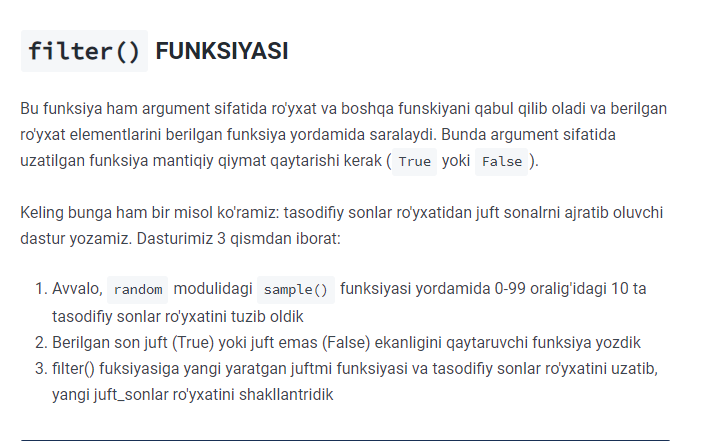 filter() FUNKSIYASI
Bu funksiya ham argument sifatida ro'yxat va boshqa funskiyani qabul qilib oladi va berilgan
ro'yxat elementlarini berilgan funksiya yordamida saralaydi. Bunda argument sifatida
uzatilgan funksiya mantiqiy qiymat qaytarishi kerak ( True yoki False ).
Keling bunga ham bir misol ko'ramiz: tasodifiy sonlar ro'yxatidan juft sonalrni ajratib oluvchi
dastur yozamiz. Dasturimiz 3 qismdan iborat:
1. Avvalo, random modulidagi sample() funksiyasi yordamida 0-99 oralig'idagi 10 ta
tasodifiy sonlar ro'yxatini tuzib oldik
2. Berilgan son juft (True) yoki juft emas (False) ekanligini qaytaruvchi funksiya yozdik
3. filter() fuksiyasiga yangi yaratgan juftmi funksiyasi va tasodifiy sonlar ro'yxatini uzatib,
yangi juft_sonlar ro'yxatini shakllantridik